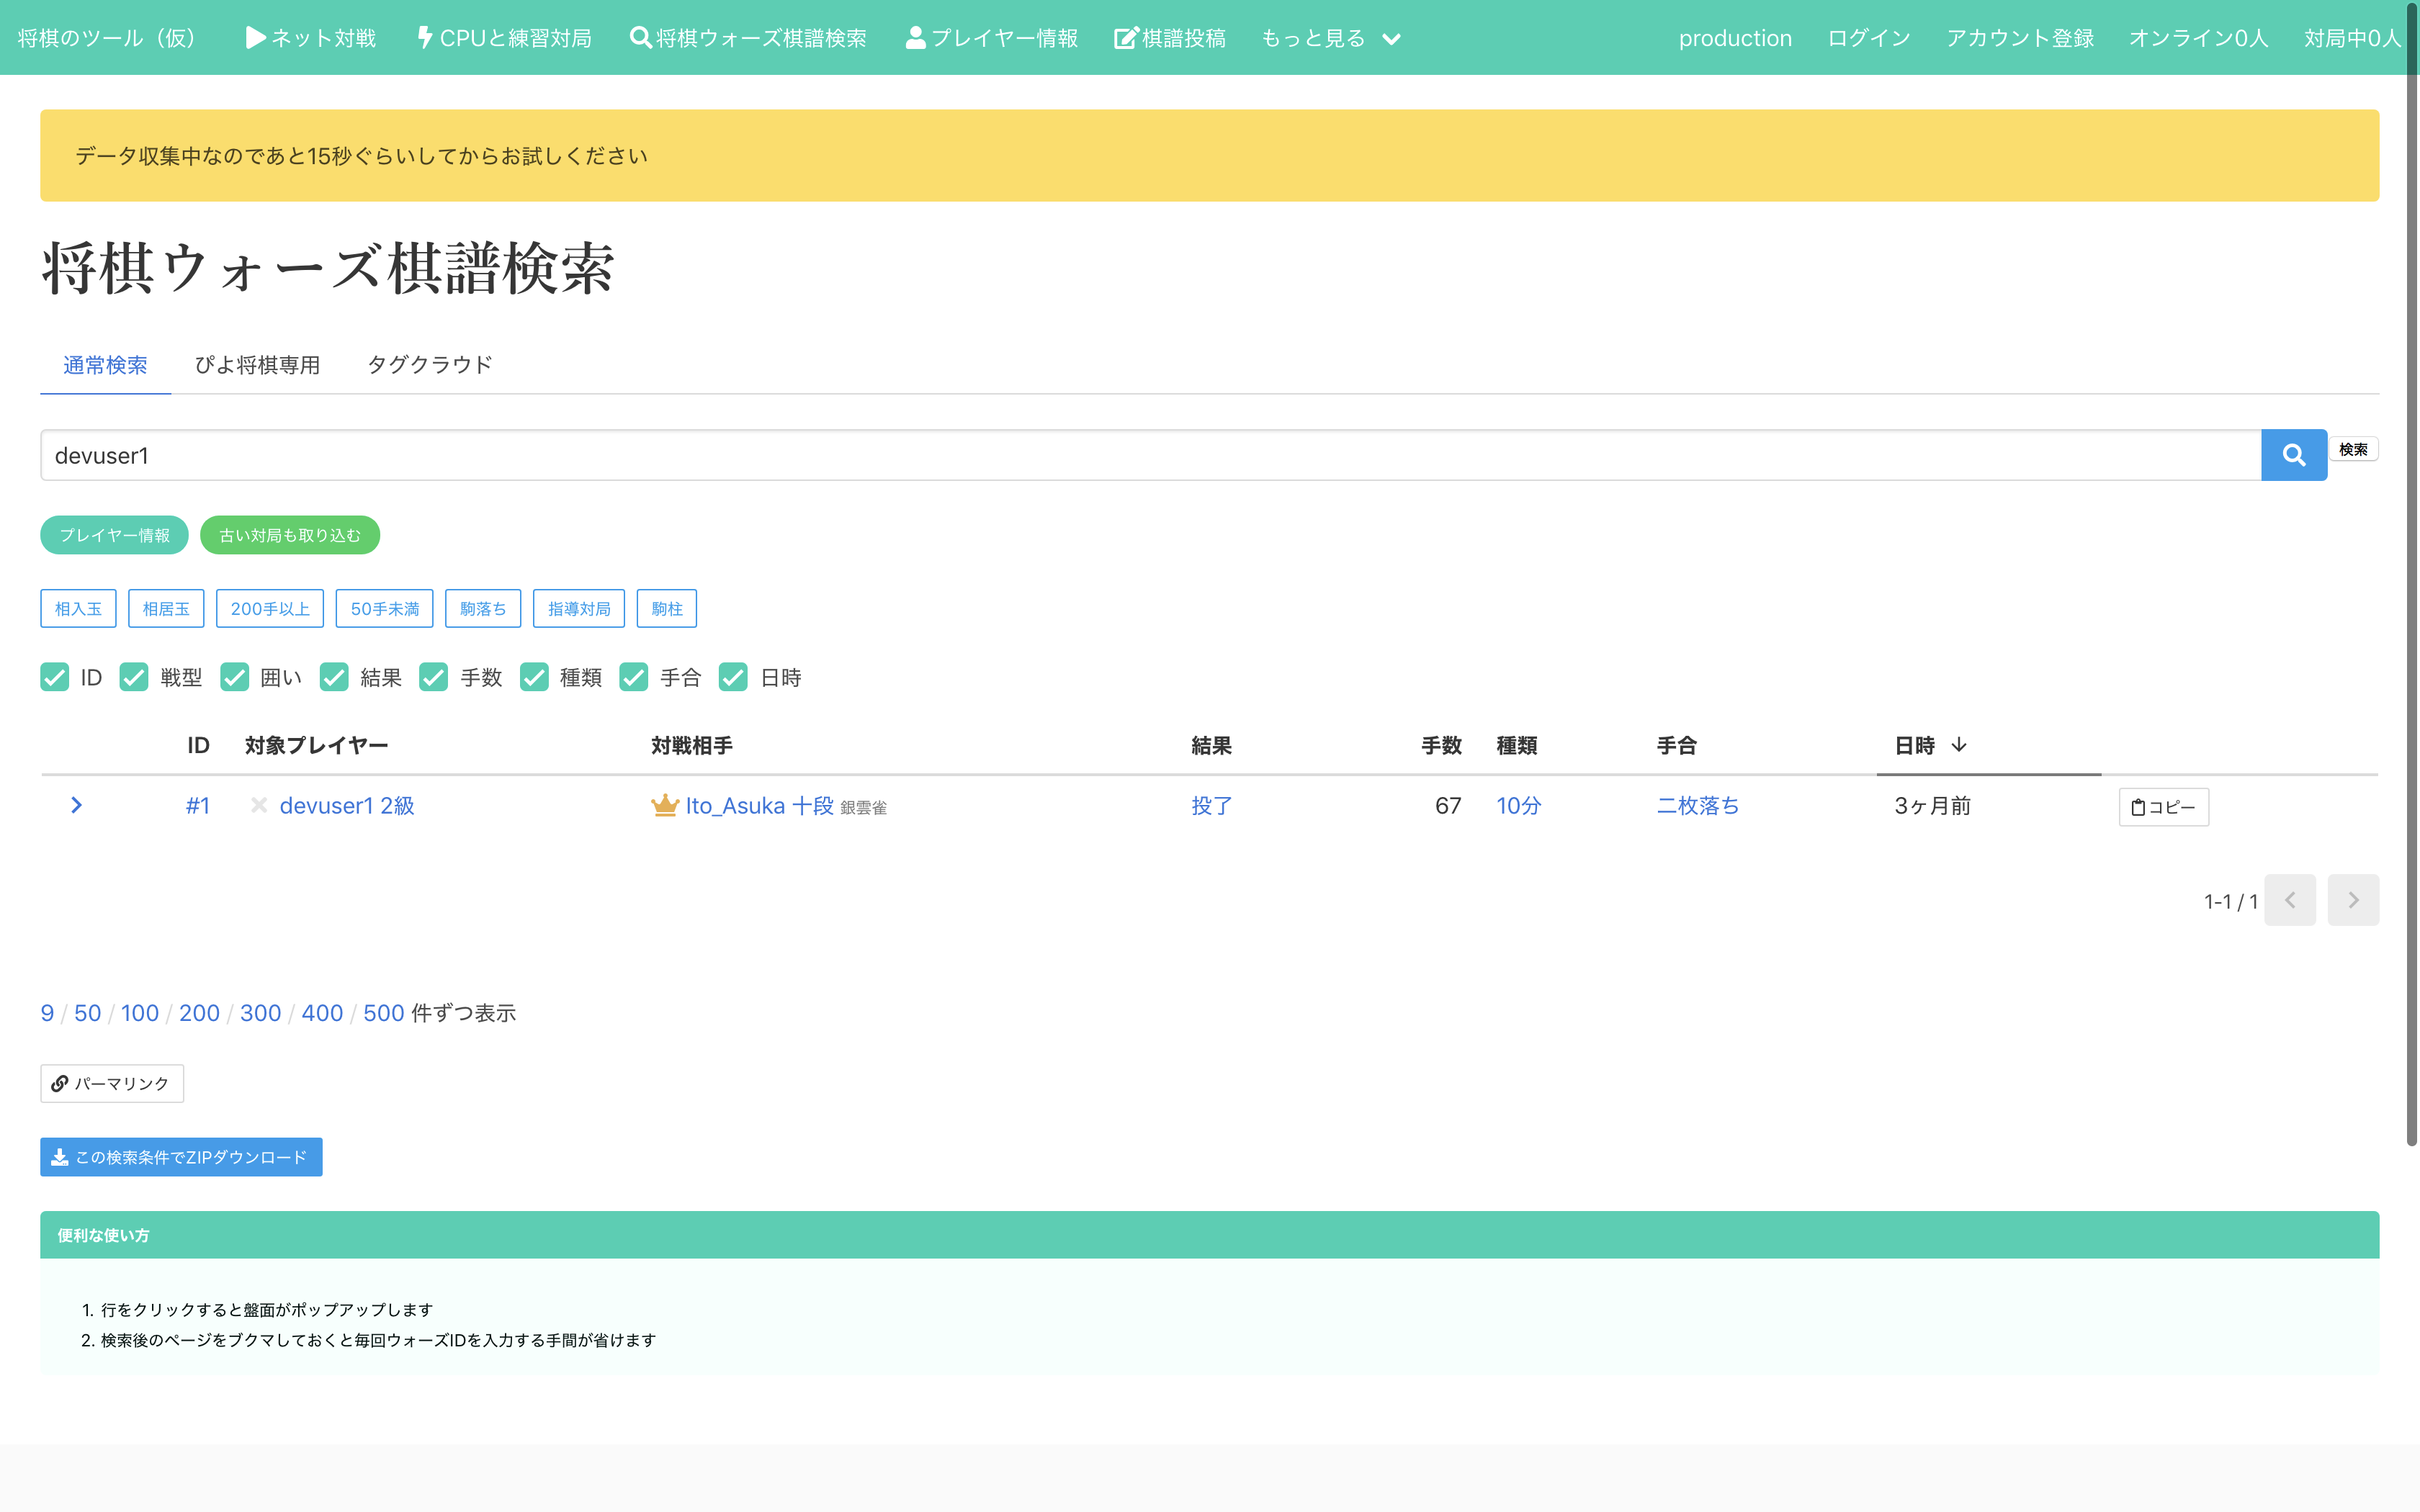 将棋のツール（仮） ネット対戦 CPUと練習対局 将棋ウォーズ棋譜検索 プレイヤー情報 棋譜投稿 もっと見る production ログイン アカウント登録 オンライン0人 対局中0人
データ収集中なのであと15秒ぐらいしてからお試しください
将棋ウォーズ棋譜検索
通常検索 ぴよ将棋専用 タグクラウド
devuser1 検索
プレイヤー情報 古い対局も取り込む
相入玉 相居玉 200手以上 50手未満 駒落ち 指導対局 駒柱
ID 戦型 囲い 結果 手数 種類 手合 日時
ID 対象プレイヤー 対戦相手 結果 手数 種類 手合 日時
#1 devuser1 2級 Ito_Asuka 十段 銀雲雀 投了 67 10分 二枚落ち 3ヶ月前 コピー
1-1 / 1
9 / 50 / 100 / 200 / 300 / 400 / 500 件ずつ表示
パーマリンク
この検索条件でZIPダウンロード
便利な使い方
1. 行をクリックすると盤面がポップアップします
2. 検索後のページをブクマしておくと毎回ウォーズIDを入力する手間が省けます